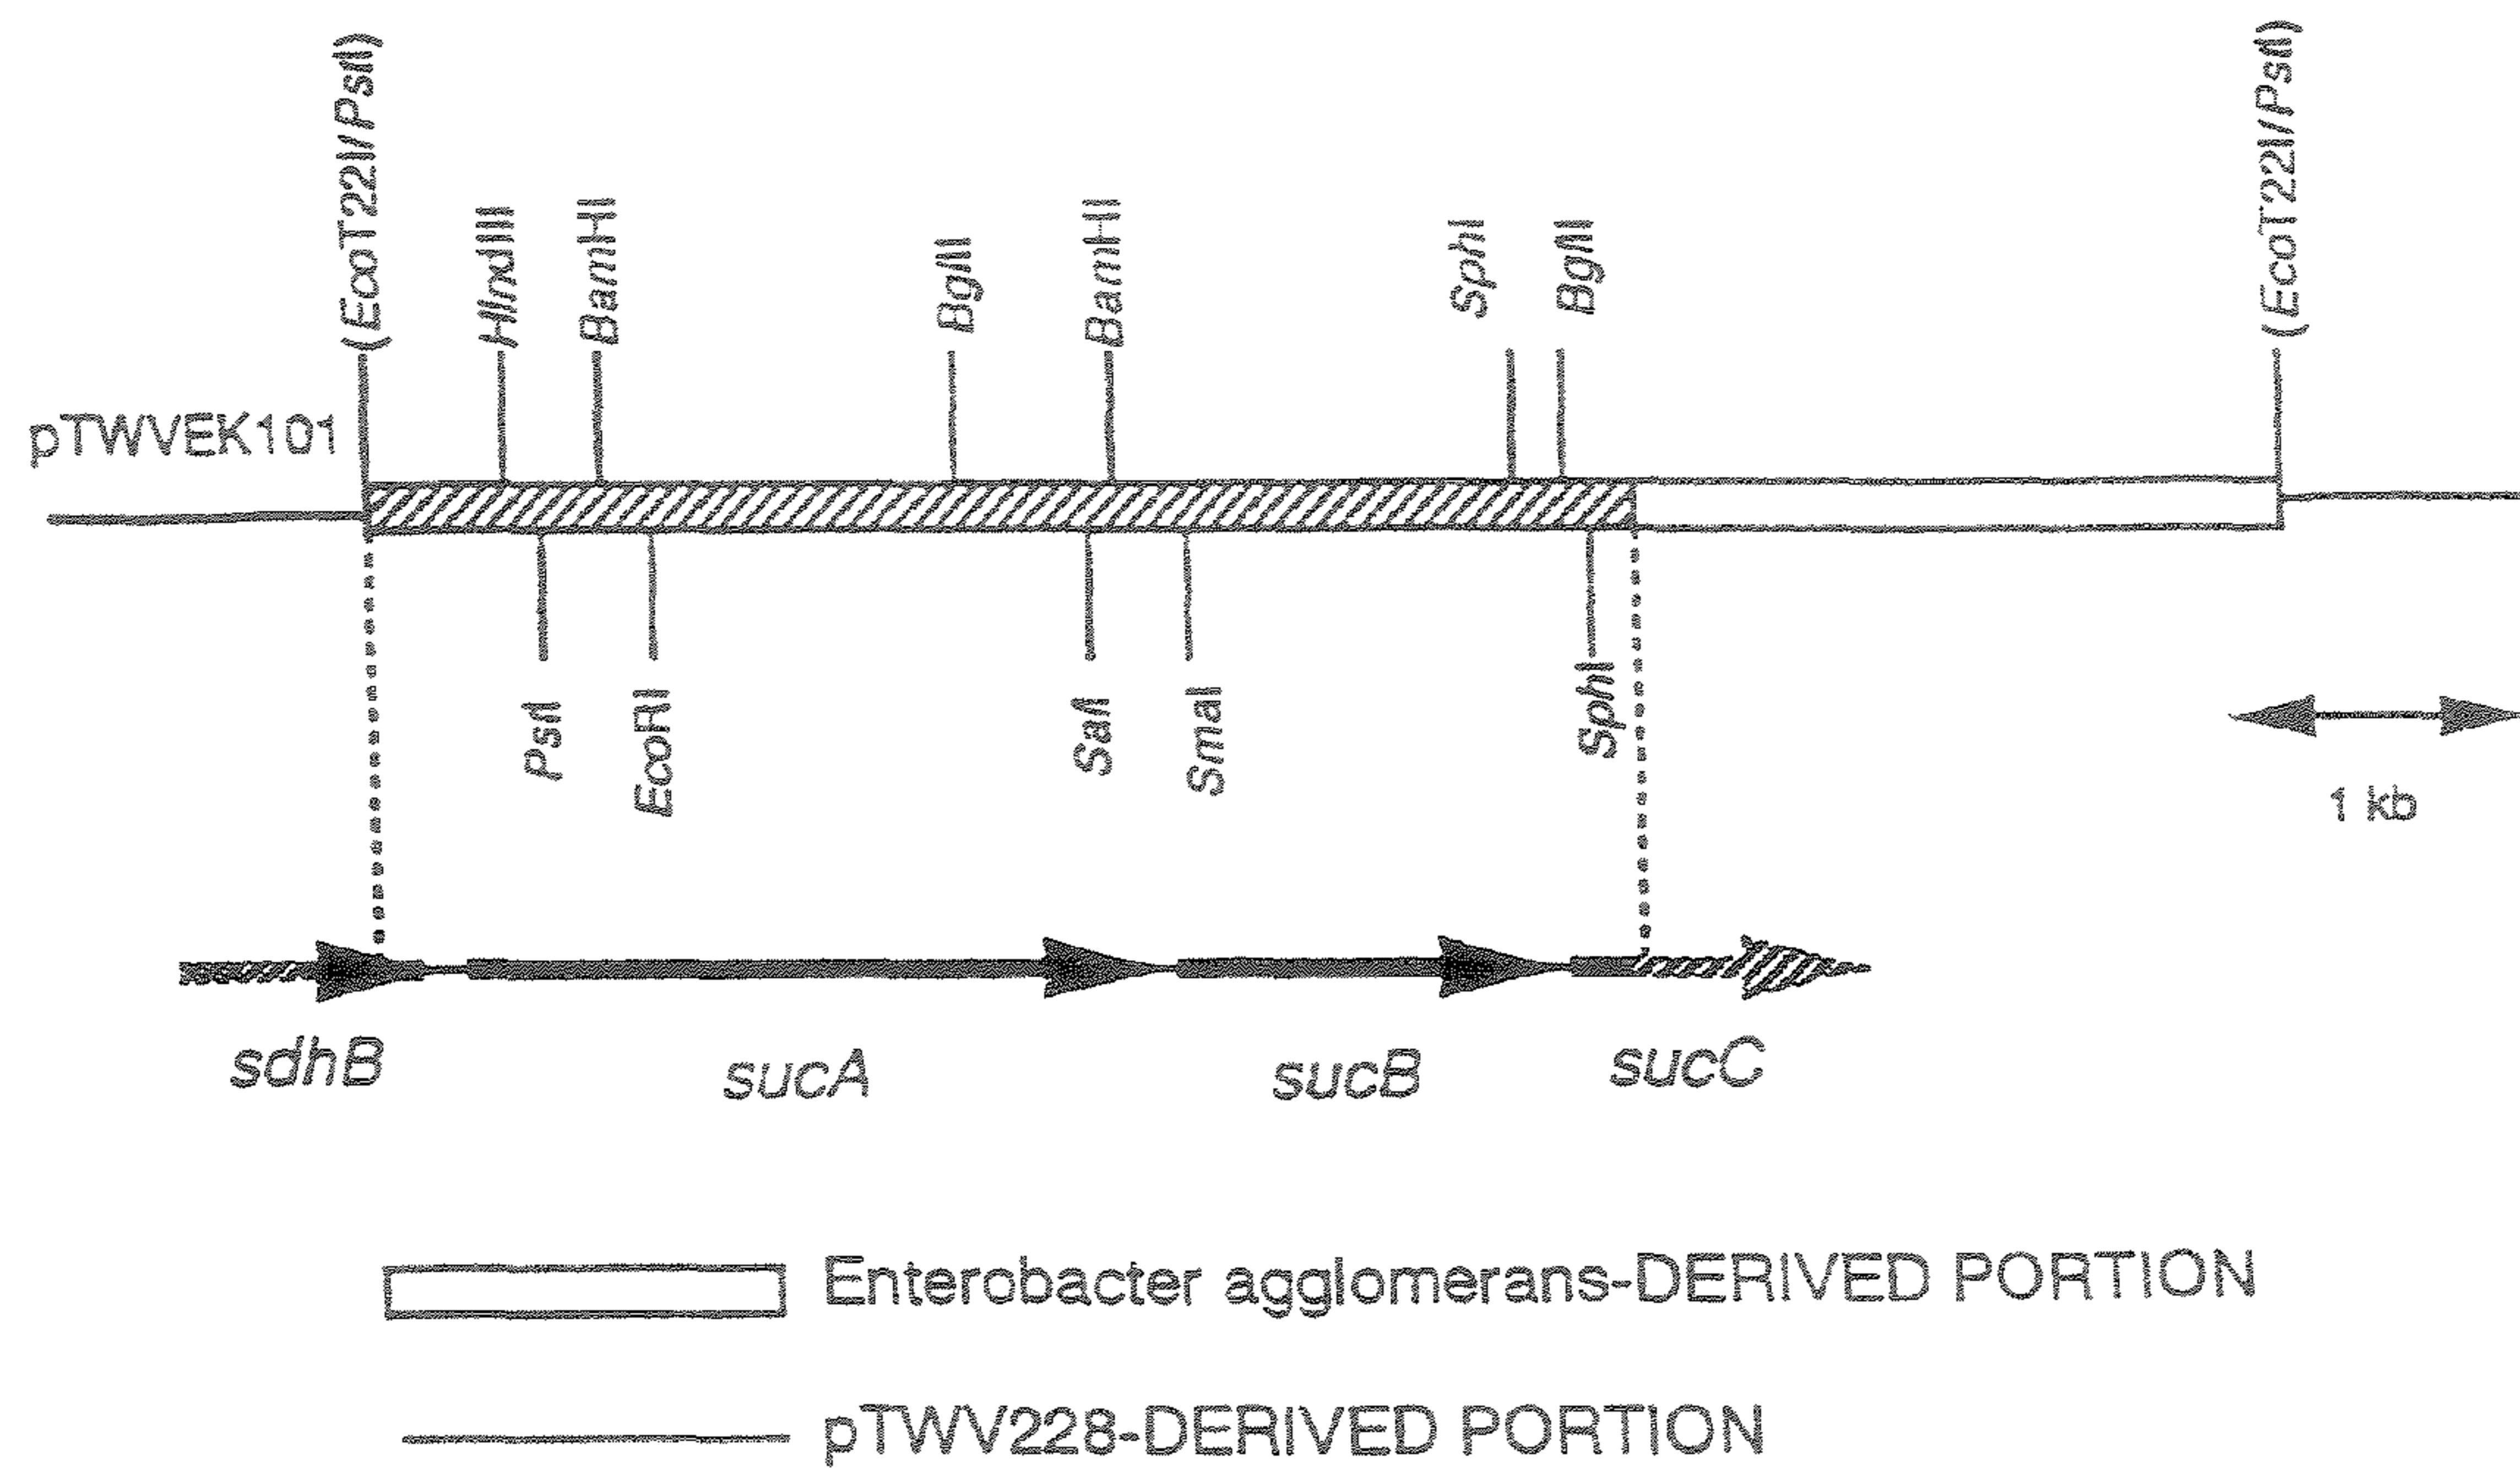 (EcoT22I/PstI)
HindIII
BamHI
BglII
BamHI
SphI
BglII
(EcoT22I/PstI)
pTWVEK101
PstI
EcoRI
SalI
SmaI
SphI
1 kb
sdhB
sucA
sucB
sucC
Enterobacter agglomerans-DERIVED PORTION
pTWV228-DERIVED PORTION